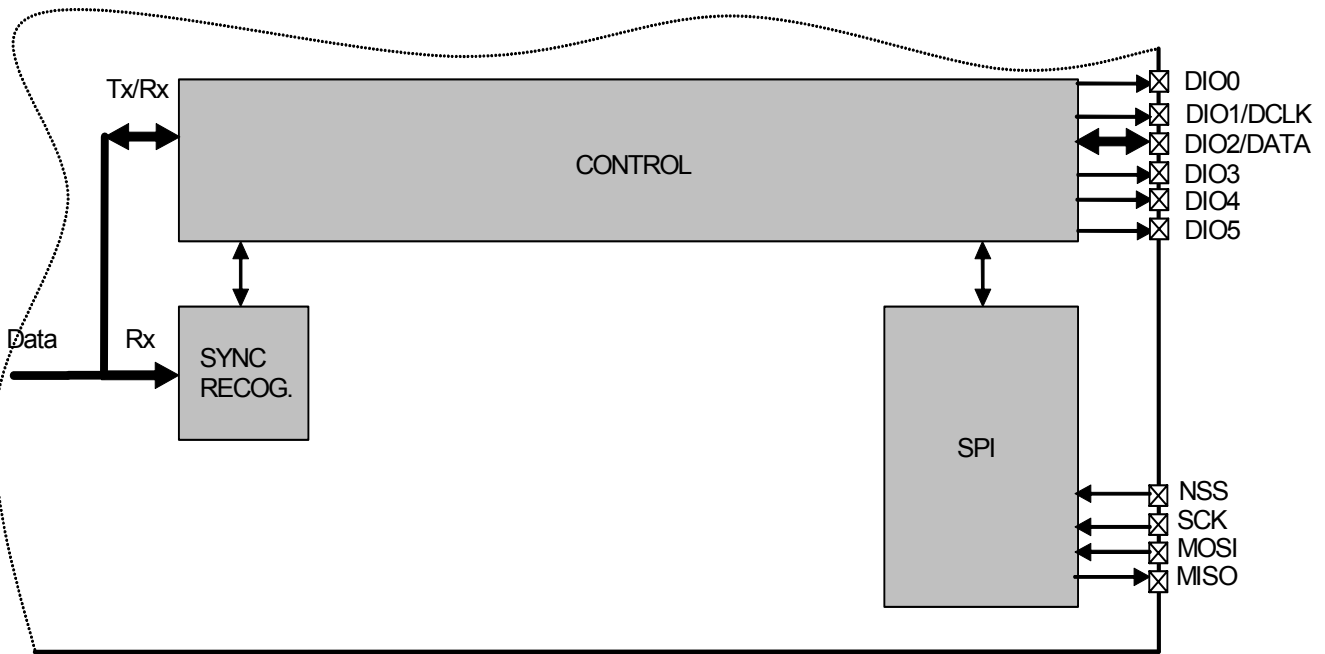 Tx/Rx
CONTROL
DIO0
DIO1/DCLK
DIO2/DATA
DIO3
DIO4
DIO5
Data
Rx
SYNC
RECOG.
SPI
NSS
SCK
MOSI
MISO